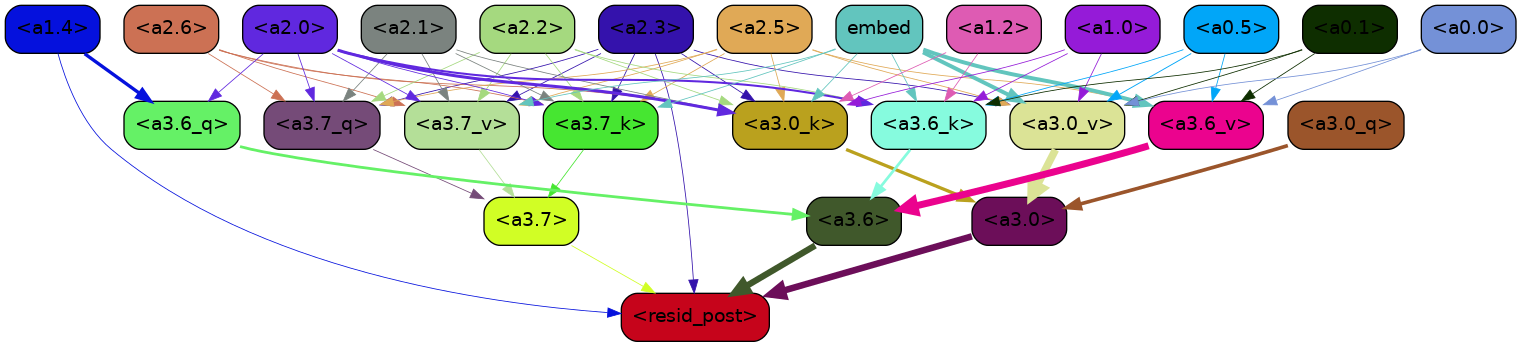 <a1.4> <a2.6> <a2.0> <a2.1> <a2.2> <a2.3> <a2.5> embed <a1.2> <a1.0> <a0.5> <a0.1> <a0.0>
<a3.6_q> <a3.7_q> <a3.7_v> <a3.7_k> <a3.0_k> <a3.6_k> <a3.0_v> <a3.6_v> <a3.0_q>
<a3.7> <a3.6> <a3.0>
<resid_post>